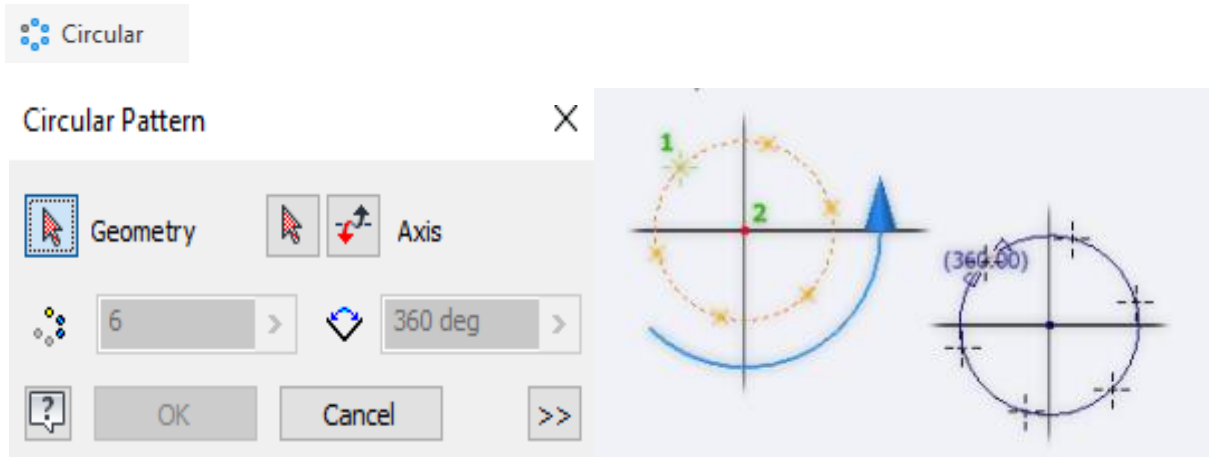 Circular
Circular Pattern
Geometry
Axis
6
>
360 deg
>
?
OK
Cancel
>>
1
2
(360.00)